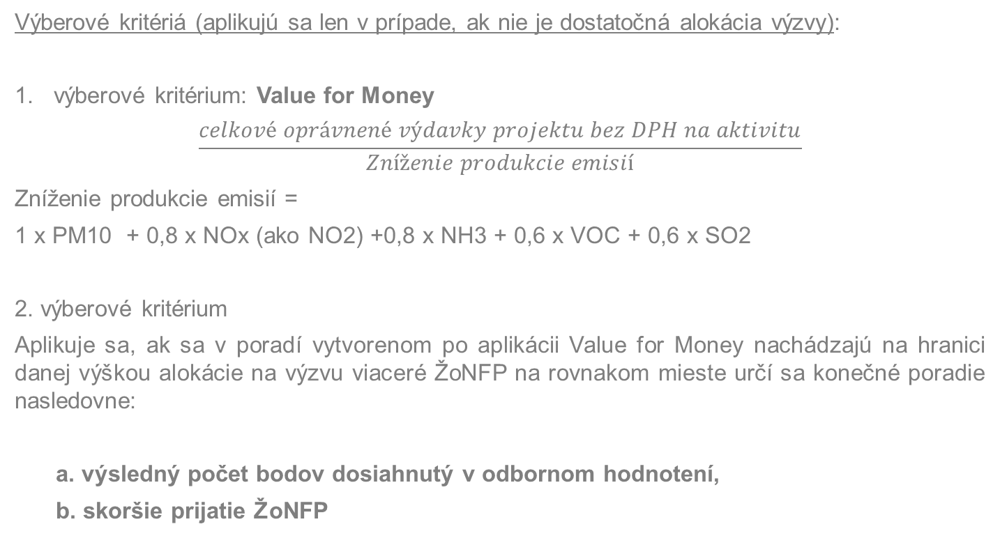 Výberové kritériá (aplikujú sa len v prípade, ak nie je dostatočná alokácia výzvy):
1. výberové kritérium: Value for Money
celkové oprávnené výdavky projektu bez DPH na aktivitu
Zníženie produkcie emisií
Zníženie produkcie emisií =
1 x PM10 + 0,8 x NOx (ako NO2) +0,8 x NH3 + 0,6 x VOC + 0,6 x SO2
2. výberové kritérium
Aplikuje sa, ak sa v poradí vytvorenom po aplikácii Value for Money nachádzajú na hranici
danej výškou alokácie na výzvu viaceré ŽoNFP na rovnakom mieste určí sa konečné poradie
nasledovne:
a. výsledný počet bodov dosiahnutý v odbornom hodnotení,
b. skoršie prijatie ŽoNFP